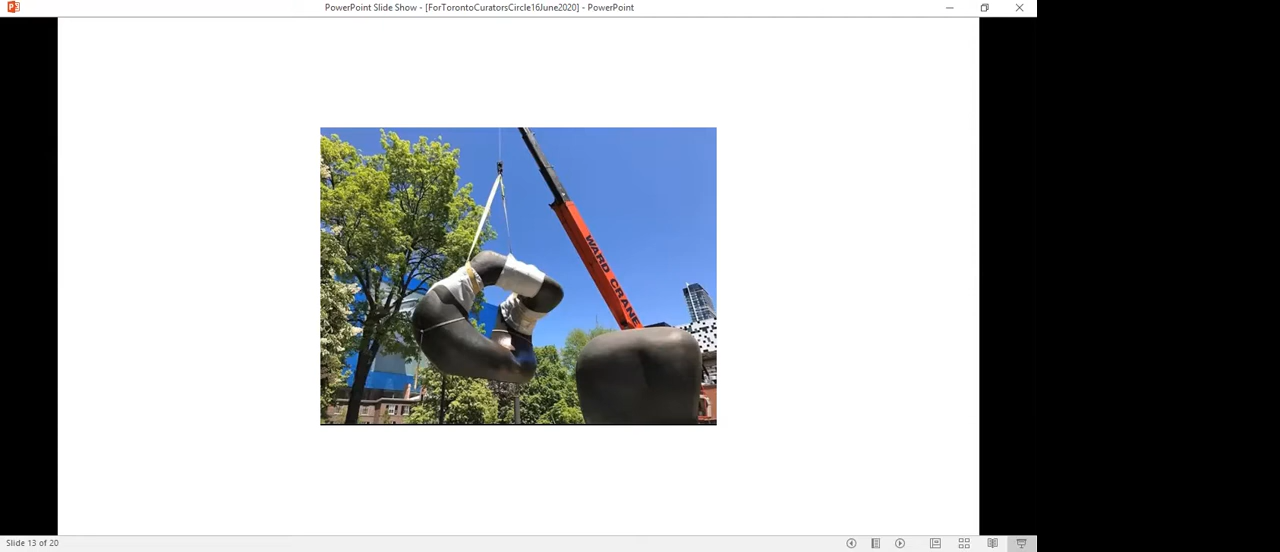 PowerPoint Slide Show - [ForTorontoCuratorsCircle16June2020] - PowerPoint
WARD CRANE
Slide 13 of 20